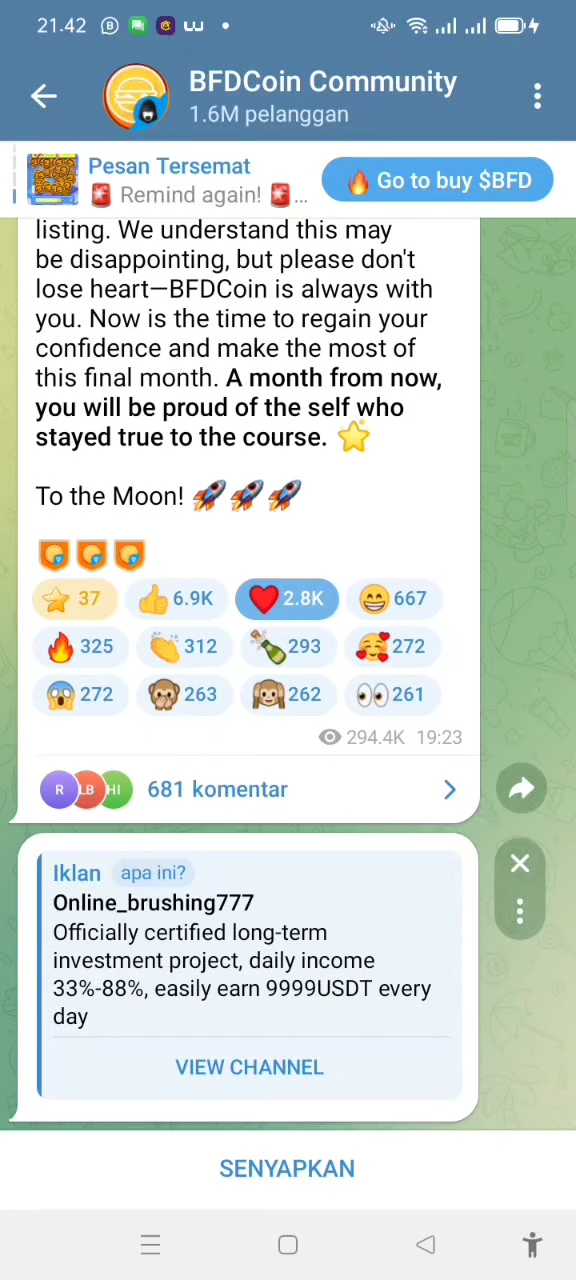 21.42
BFDCoin Community
1.6M pelanggan
Pesan Tersemat
🚨 Remind again! 🚨...
🔥 Go to buy $BFD
listing. We understand this may
be disappointing, but please don't
lose heart—BFDCoin is always with
you. Now is the time to regain your
confidence and make the most of
this final month. A month from now,
you will be proud of the self who
stayed true to the course. 🌟
To the Moon! 🚀🚀🚀
⭐ 37 👍 6.9K ❤️ 2.8K 😁 667
🔥 325 👏 312 🍾 293 🥰 272
😱 272 🙊 263 🙉 262 👀 261
294.4K 19:23
R LB HI 681 komentar
Iklan apa ini?
Online_brushing777
Officially certified long-term
investment project, daily income
33%-88%, easily earn 9999USDT every
day
VIEW CHANNEL
SENYAPKAN